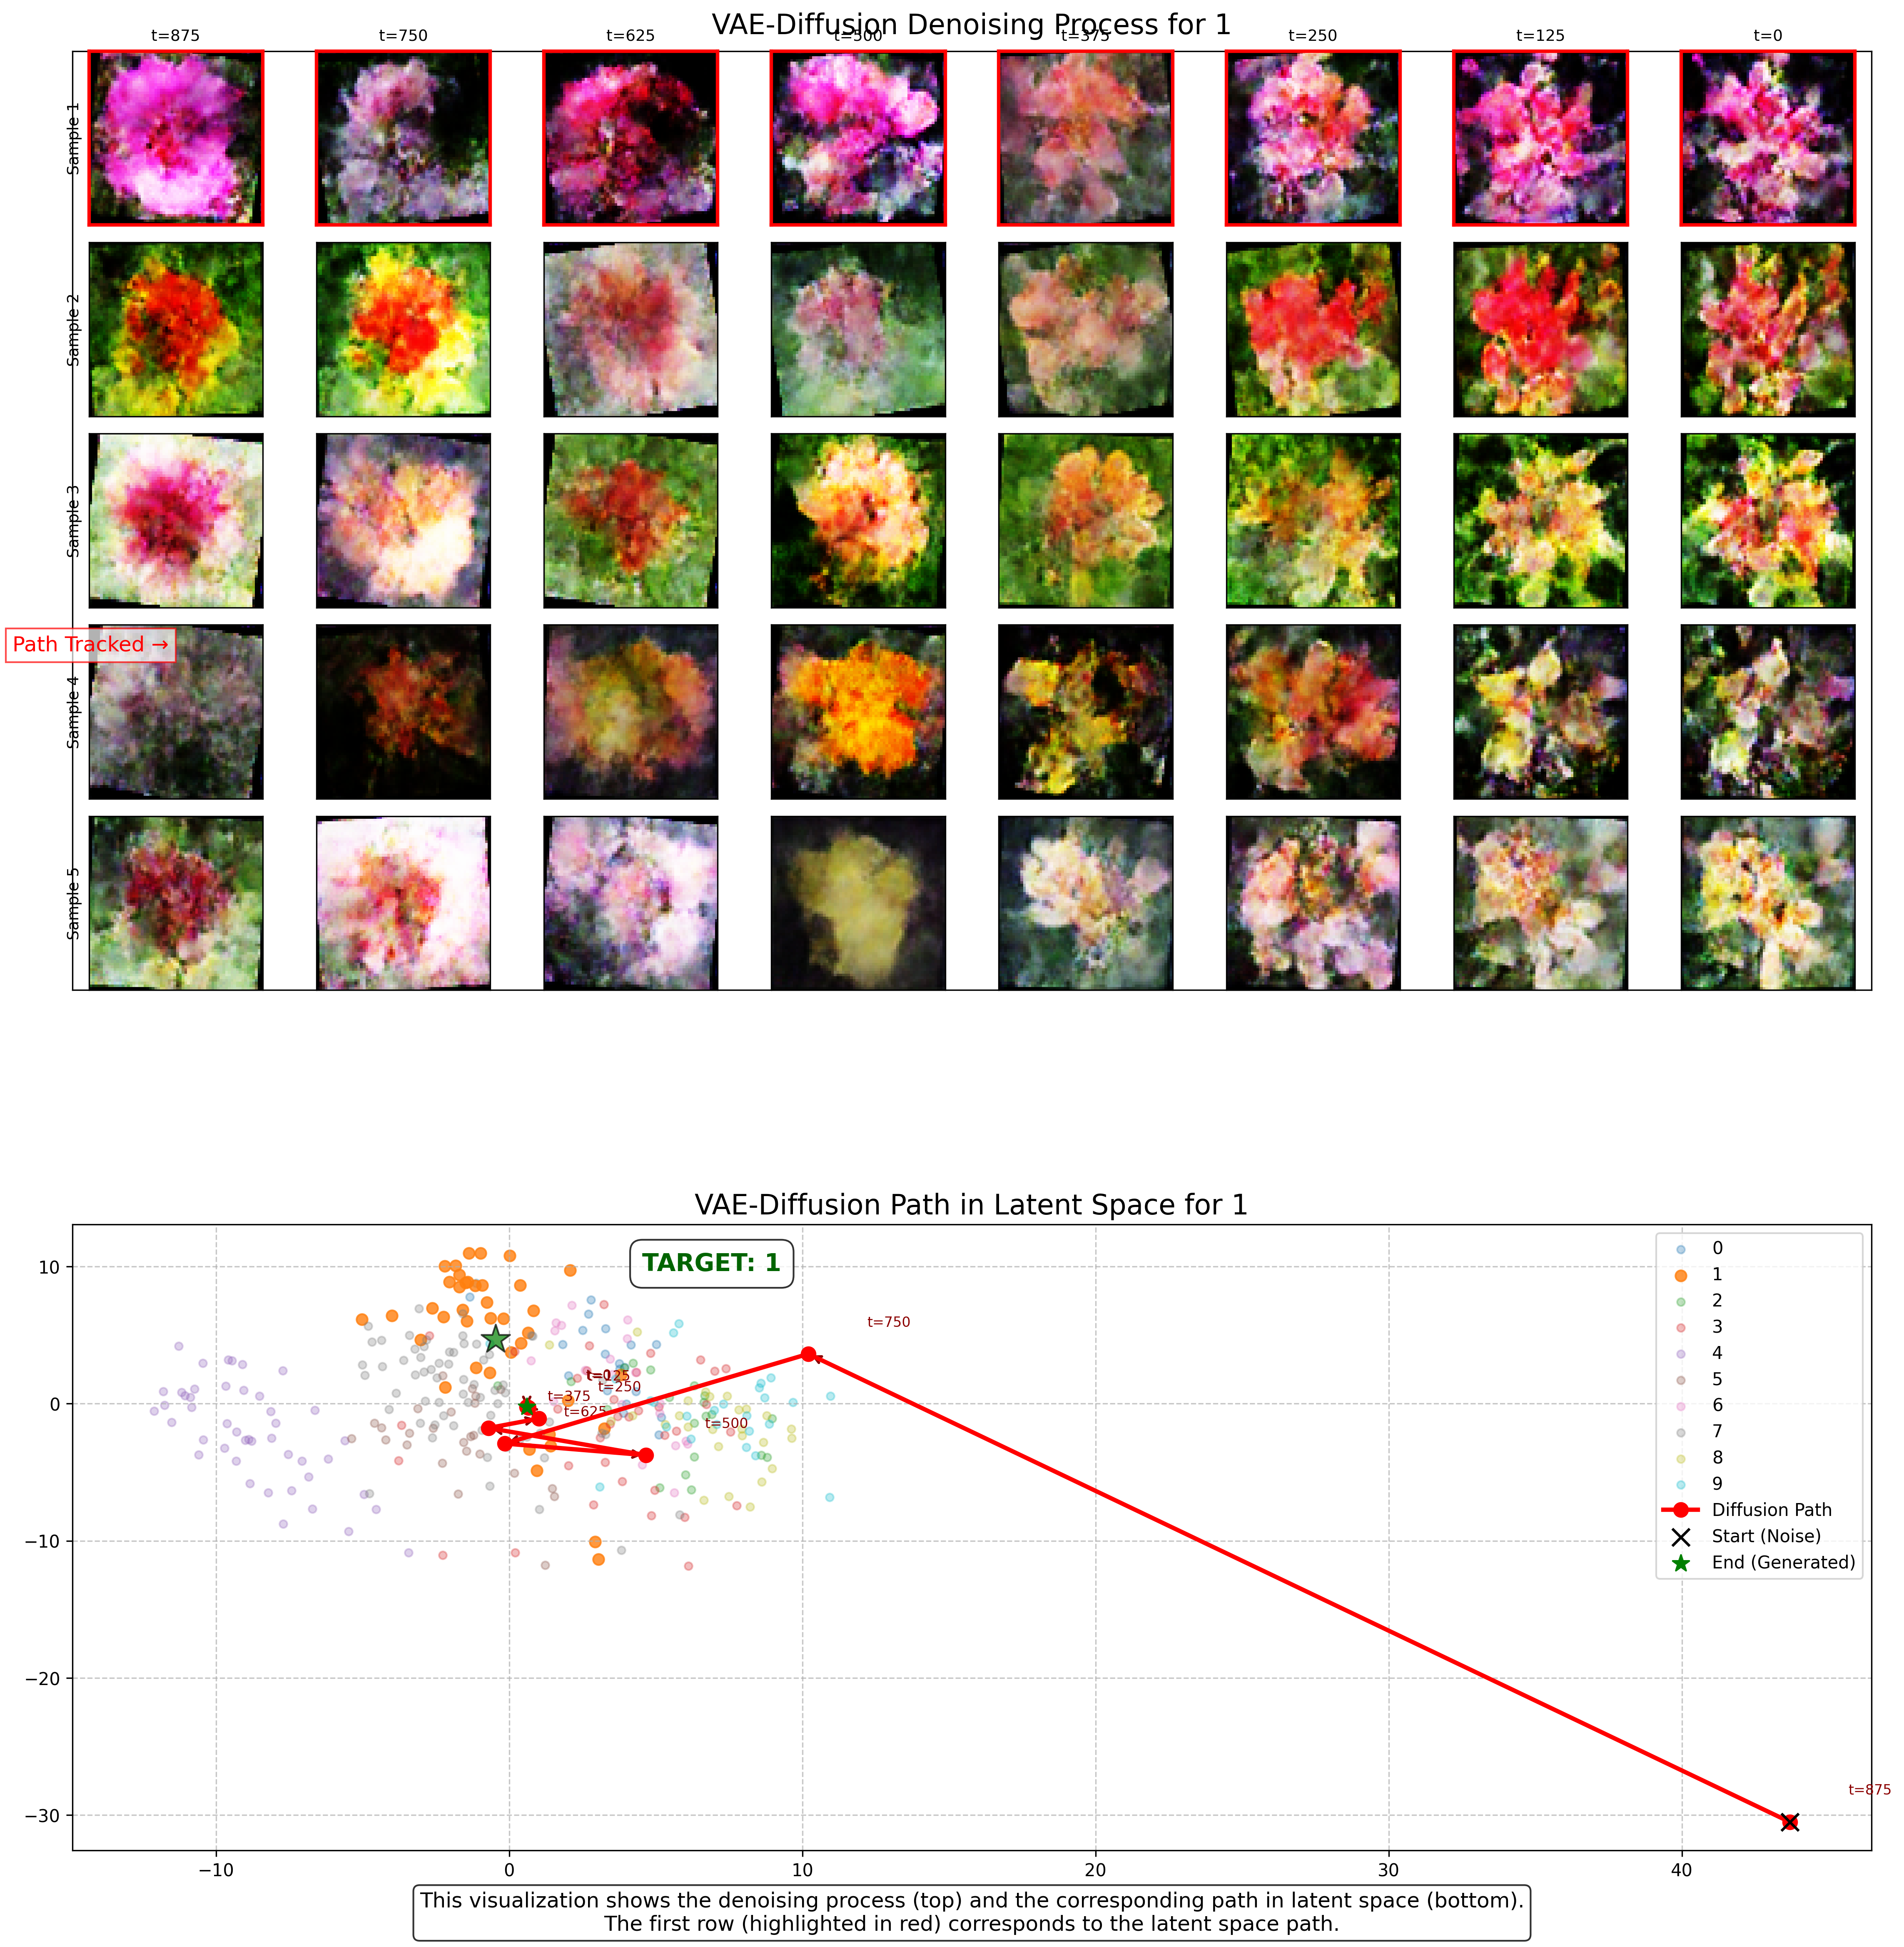 VAE-Diffusion Denoising Process for 1
t=875 t=750 t=625 t=500 t=375 t=250 t=125 t=0
Sample 1
Sample 2
Sample 3
Path Tracked →
Sample 4
Sample 5
VAE-Diffusion Path in Latent Space for 1
TARGET: 1
10
0
−10
−20
−30
−10 0 10 20 30 40
t=750
t=0
t=125
t=250
t=375
t=625
t=500
t=875
0
1
2
3
4
5
6
7
8
9
Diffusion Path
Start (Noise)
End (Generated)
This visualization shows the denoising process (top) and the corresponding path in latent space (bottom).
The first row (highlighted in red) corresponds to the latent space path.